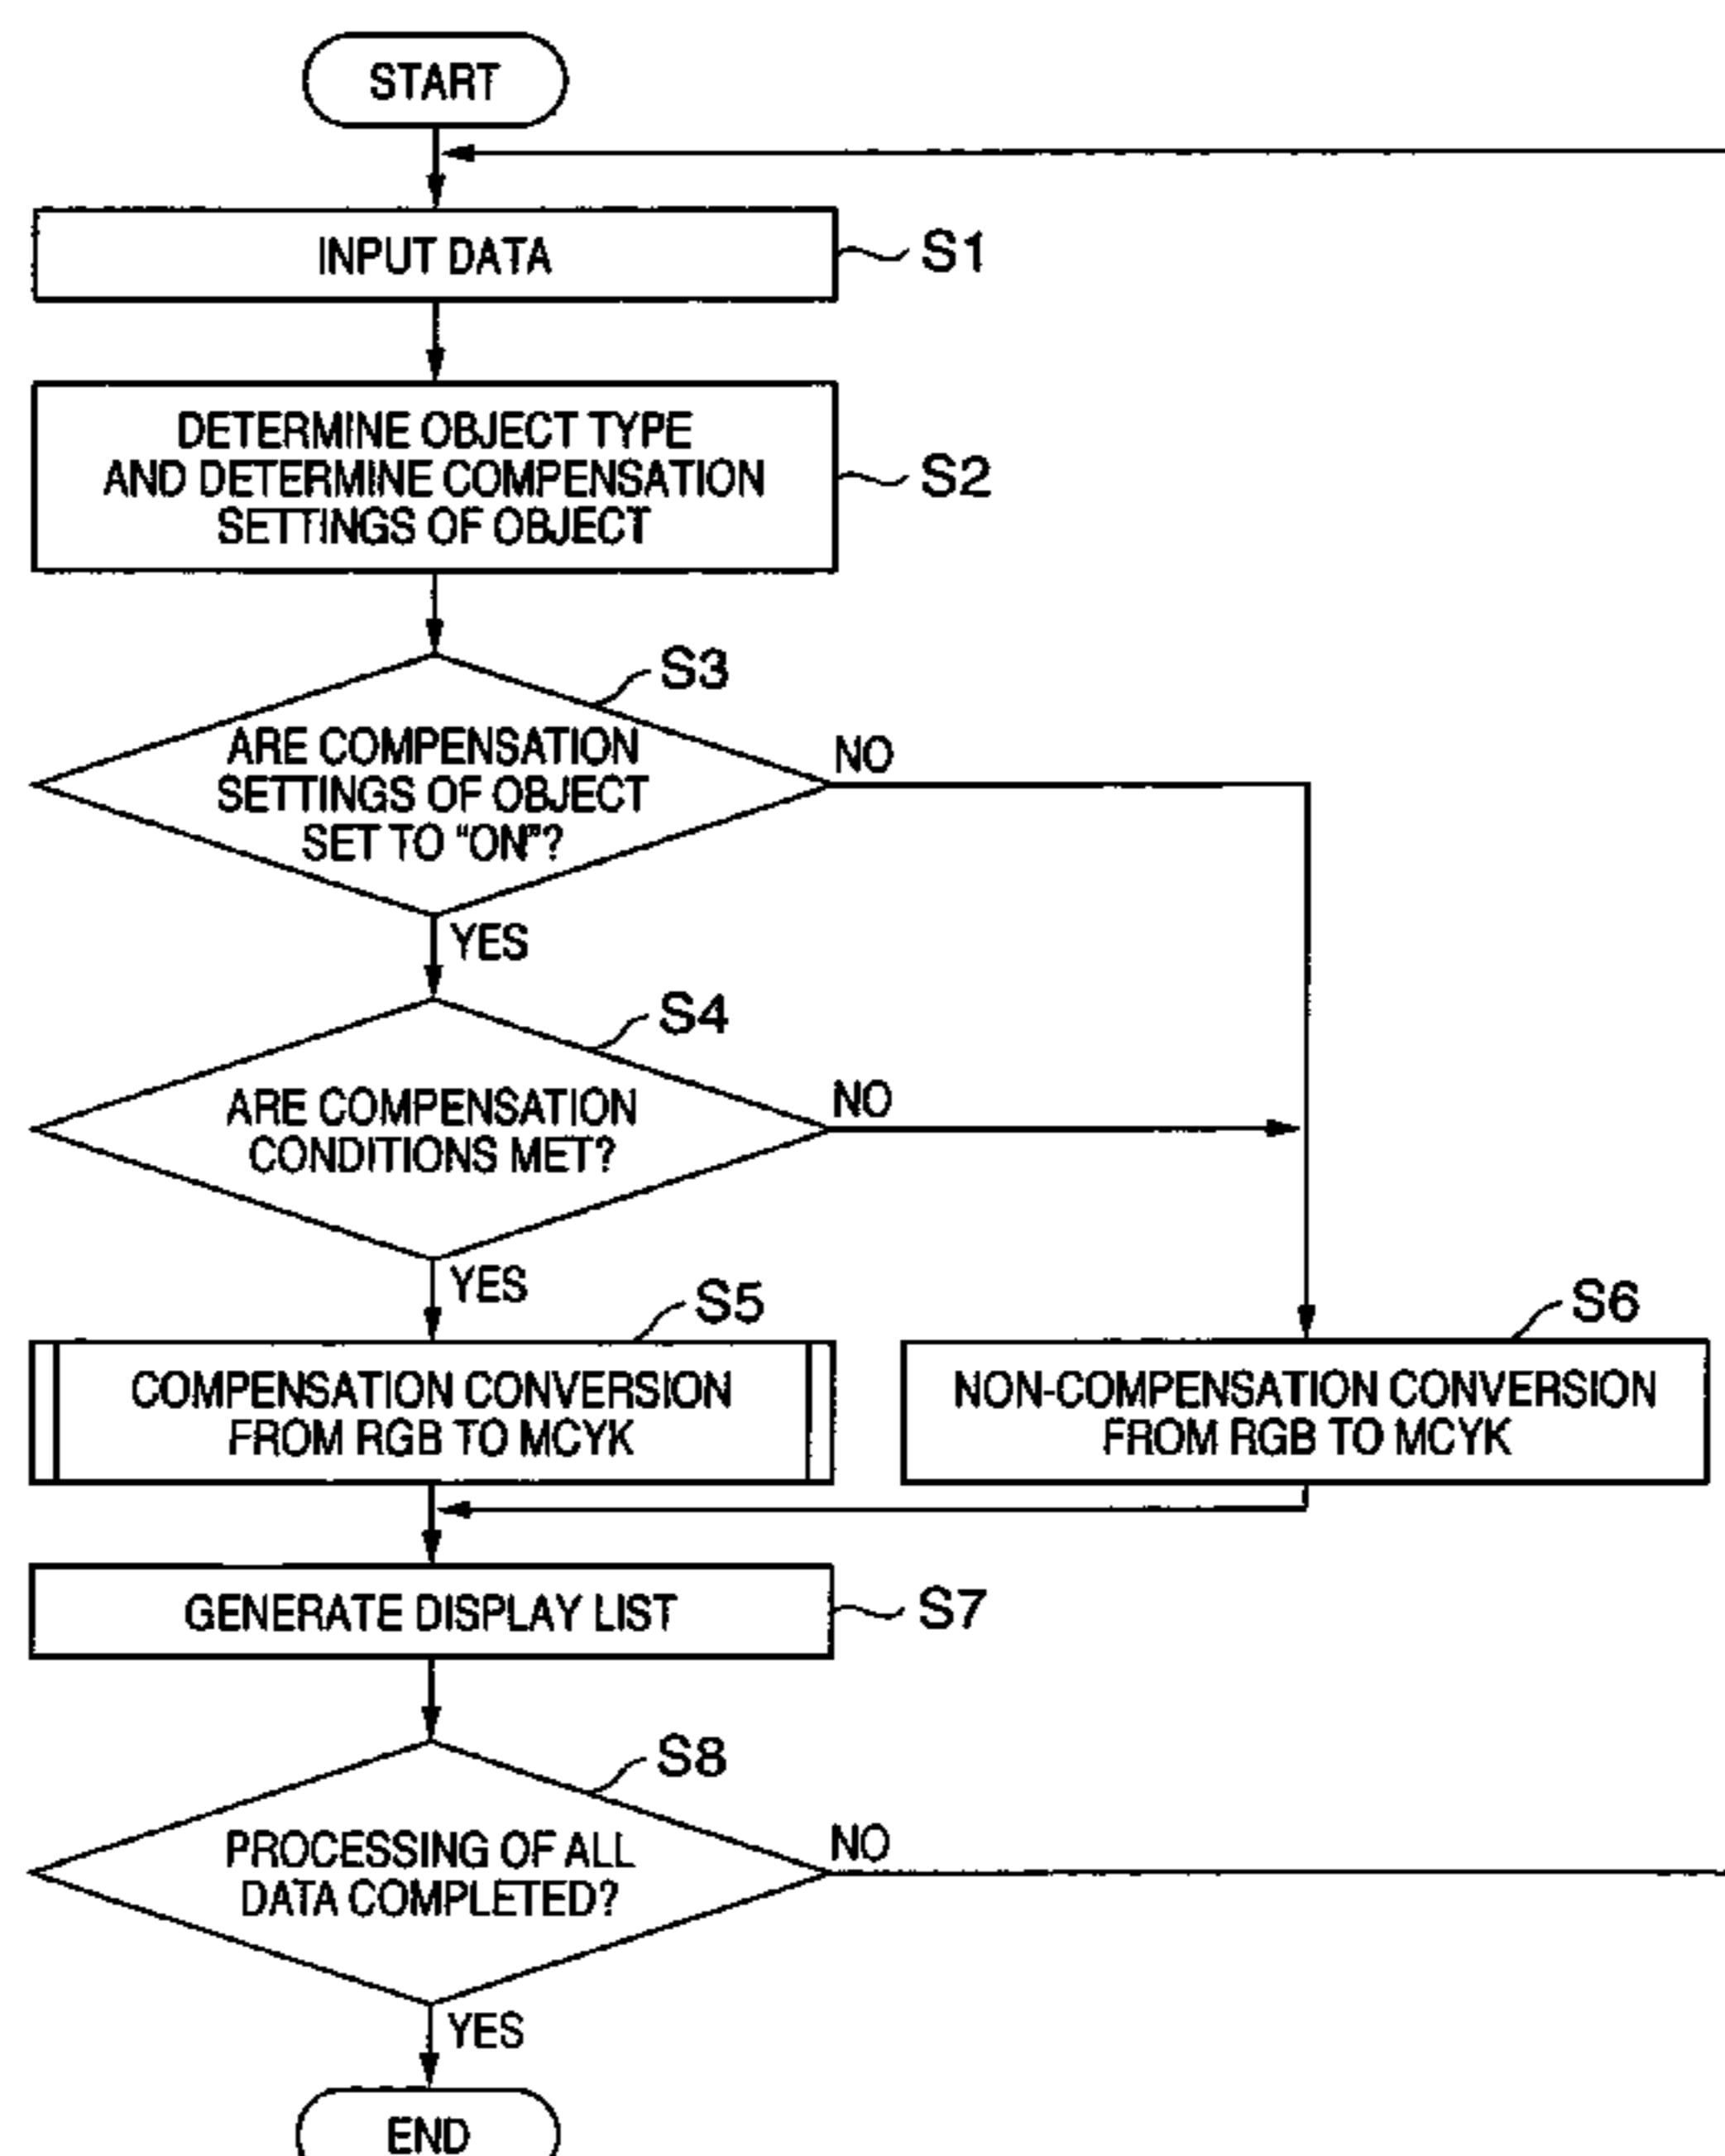 START
INPUT DATA
S1
DETERMINE OBJECT TYPE
AND DETERMINE COMPENSATION
SETTINGS OF OBJECT
S2
S3
ARE COMPENSATION
SETTINGS OF OBJECT
SET TO “ON”?
NO
YES
S4
ARE COMPENSATION
CONDITIONS MET?
NO
YES
S5
COMPENSATION CONVERSION
FROM RGB TO MCYK
S6
NON-COMPENSATION CONVERSION
FROM RGB TO MCYK
GENERATE DISPLAY LIST
S7
S8
PROCESSING OF ALL
DATA COMPLETED?
NO
YES
END